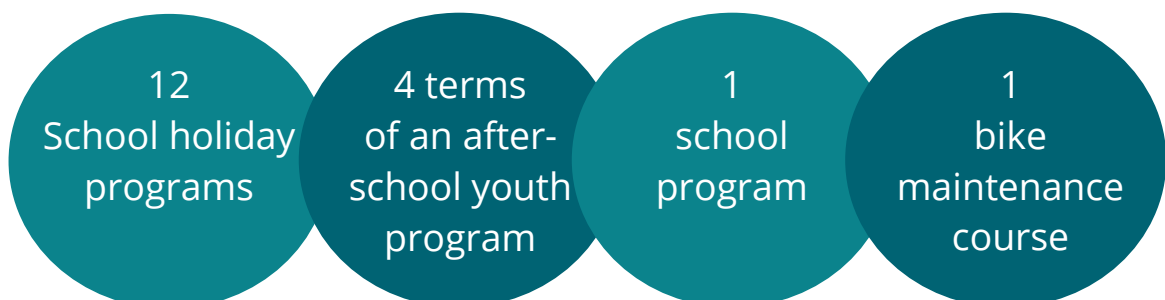 12
School holiday
programs
4 terms
of an after-
school youth
program
1
school
program
1
bike
maintenance
course